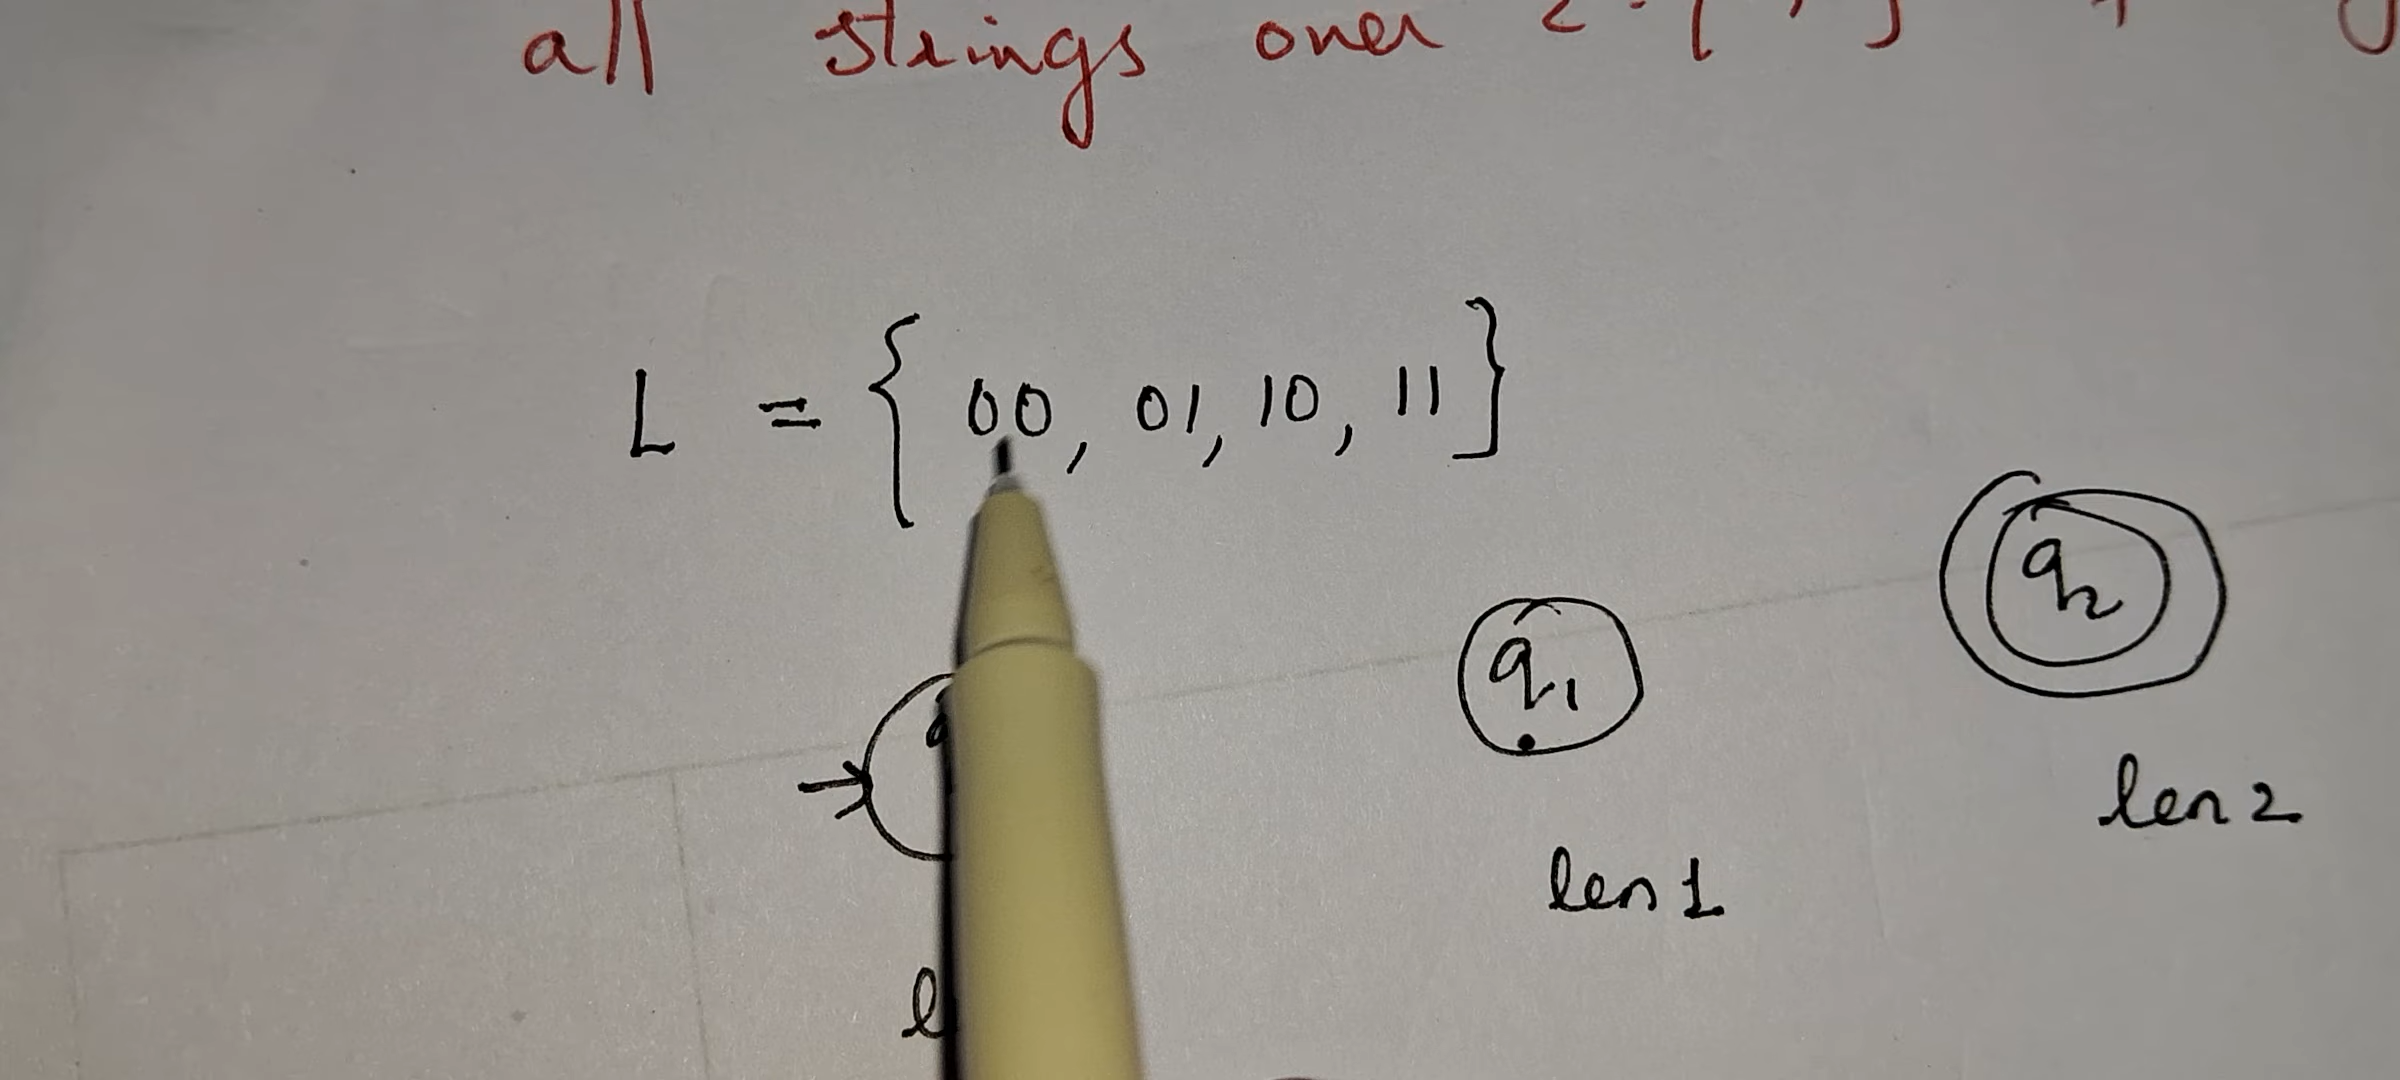 all strings over
L = { 00, 01, 10, 11 }
q₂
q₁
len 2
len 1